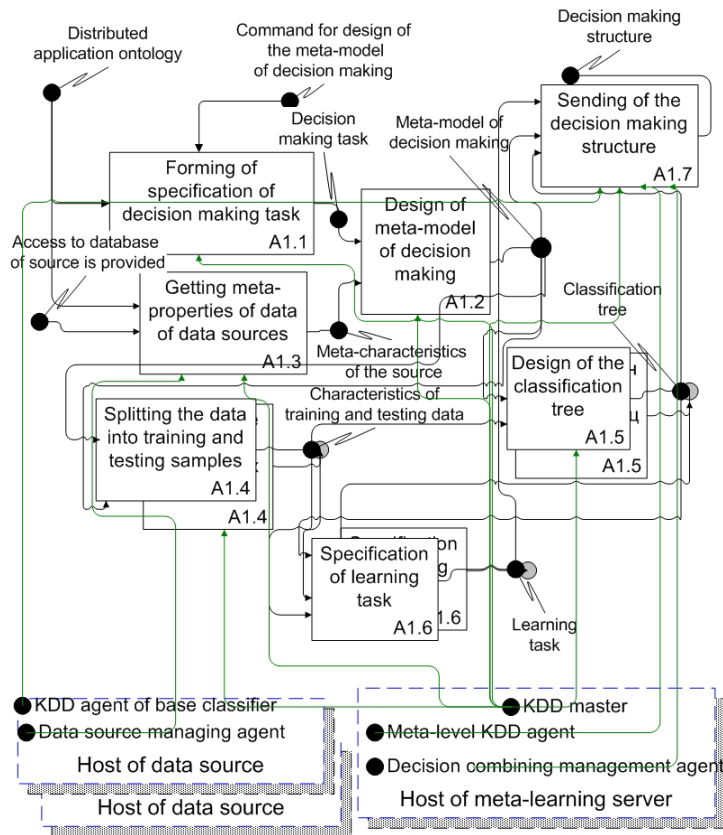 Distributed
application ontology
Command for design of
the meta-model
of decision making
Decision making
structure
Decision
making task
Meta-model of
decision making
Sending of the
decision making
structure
A1.7
Forming of
specification of
decision making task
A1.1
Design of
meta-model
of decision
making
A1.2
Access to database
of source is provided
Getting meta-
properties of data
of data sources
A1.3
Classification
tree
Meta-characteristics
of the source
Design of the
classification
tree
A1.5
н
ц
A1.5
Characteristics of
training and testing data
Splitting the data
into training and
testing samples
A1.4
A1.4
Specification
of learning
task
A1.6
1.6
g
Learning
task
KDD agent of base classifier
Data source managing agent
Host of data source
Host of data source
KDD master
Meta-level KDD agent
Decision combining management agent
Host of meta-learning server